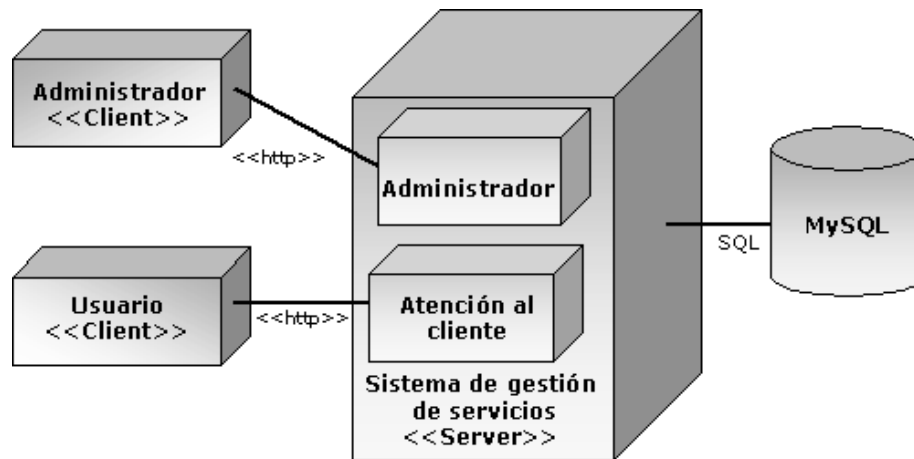 Administrador
<<Client>>
<<http>>
Administrador
Usuario
<<Client>>
<<http>>
Atención al
cliente
Sistema de gestión
de servicios
<<Server>>
SQL
MySQL